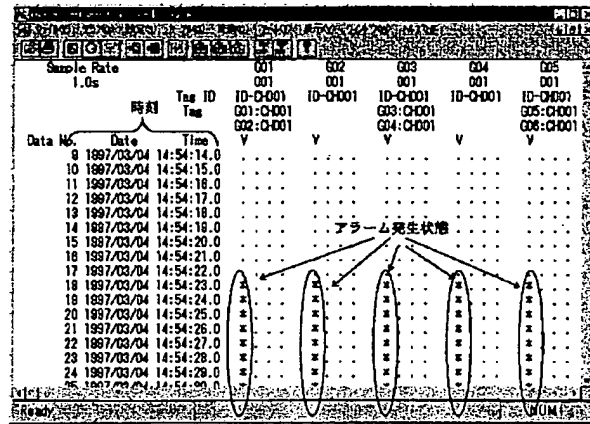 Sample Rate G01 G02 G03 G04 G05
1.0s 001 001 001 001 001
時刻 Tag ID ID-CH001 ID-CH001 ID-CH001 ID-CH001 ID-CH001
Tag G01:CH001 G03:CH001 G05:CH001
G02:CH001 G04:CH001 G06:CH001
Data No. Date Time V V V V V
9 1997/03/04 14:54:14.0
10 1997/03/04 14:54:15.0
11 1997/03/04 14:54:16.0
12 1997/03/04 14:54:17.0
13 1997/03/04 14:54:18.0
14 1997/03/04 14:54:19.0 アラーム発生状態
15 1997/03/04 14:54:20.0
16 1997/03/04 14:54:21.0
17 1997/03/04 14:54:22.0
18 1997/03/04 14:54:23.0 * * * * *
19 1997/03/04 14:54:24.0 * * * * *
20 1997/03/04 14:54:25.0 * * * * *
21 1997/03/04 14:54:26.0 * * * * *
22 1997/03/04 14:54:27.0 * * * * *
23 1997/03/04 14:54:28.0 * * * * *
24 1997/03/04 14:54:29.0 * * * * *
Ready NUM